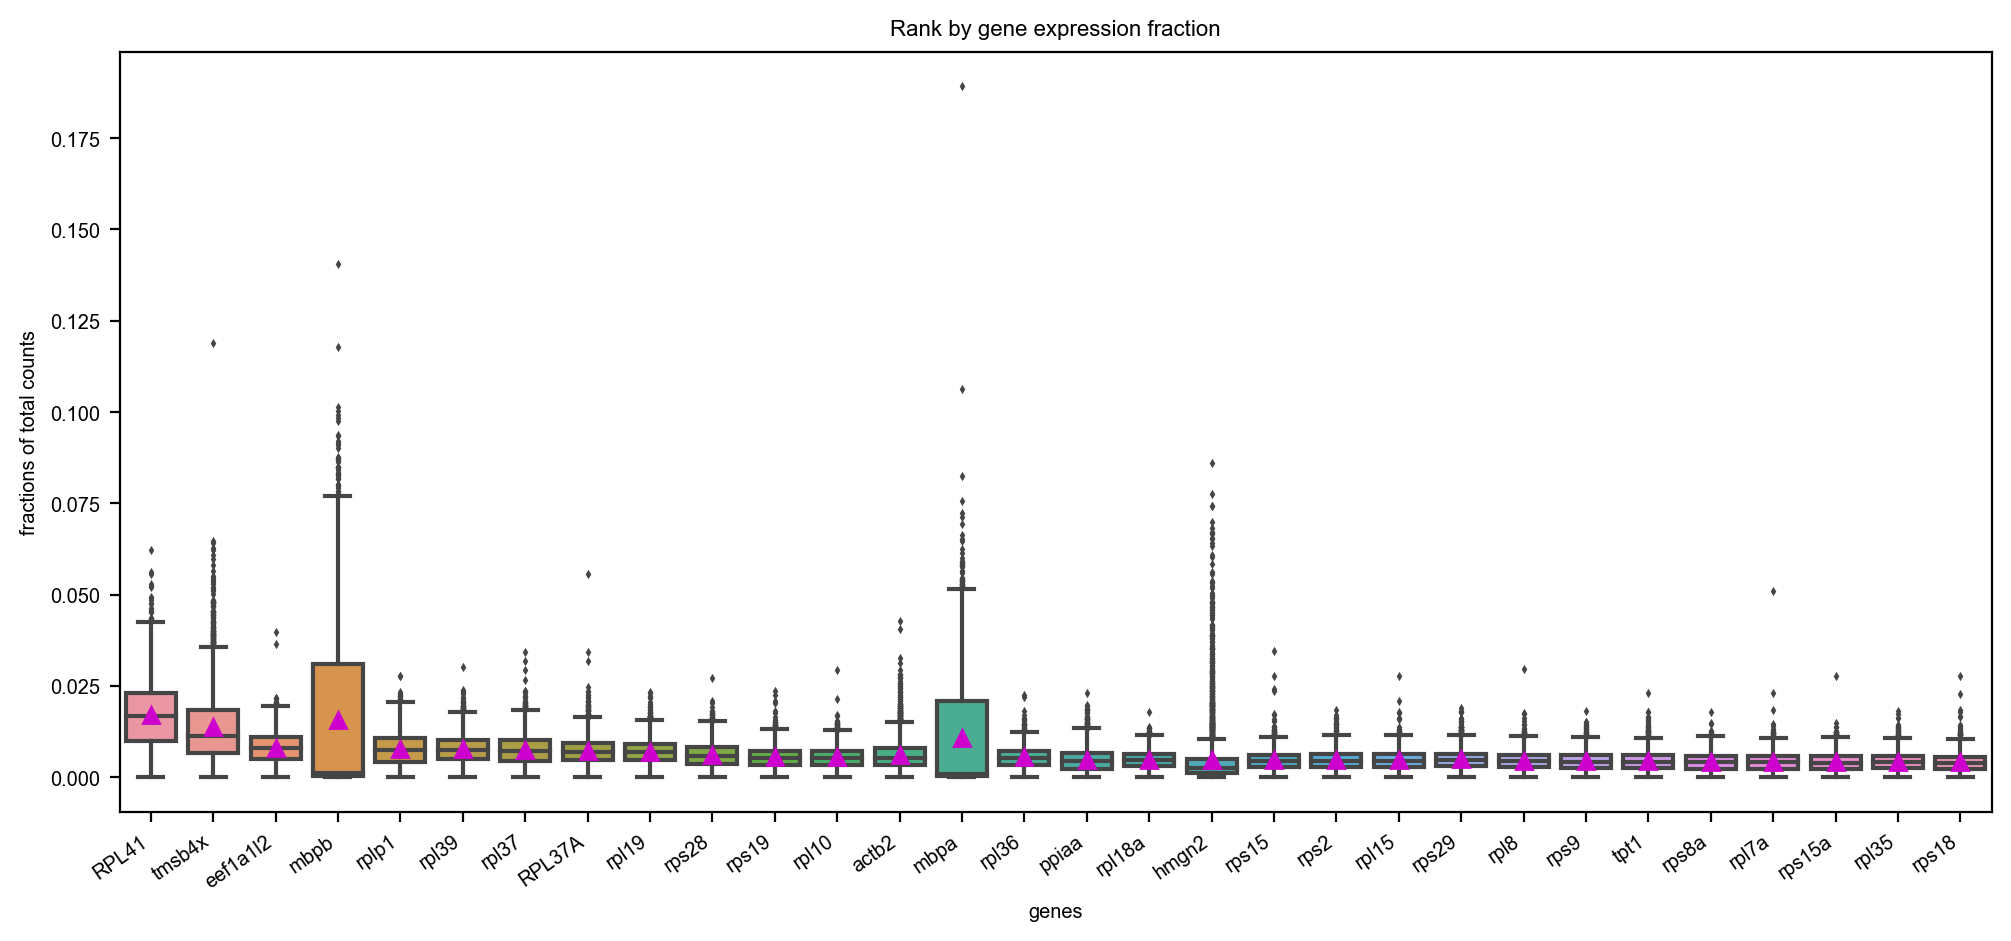 Rank by gene expression fraction
fractions of total counts
0.175
0.150
0.125
0.100
0.075
0.050
0.025
0.000
RPL41
tmsb4x
eef1a1l2
mbpb
rplp1
rpl39
rpl37
RPL37A
rpl19
rps28
rps19
rpl10
actb2
mbpa
rpl36
ppiaa
rpl18a
hmgn2
rps15
rps2
rpl15
rps29
rpl8
rps9
tpt1
rps8a
rpl7a
rps15a
rpl35
rps18
genes